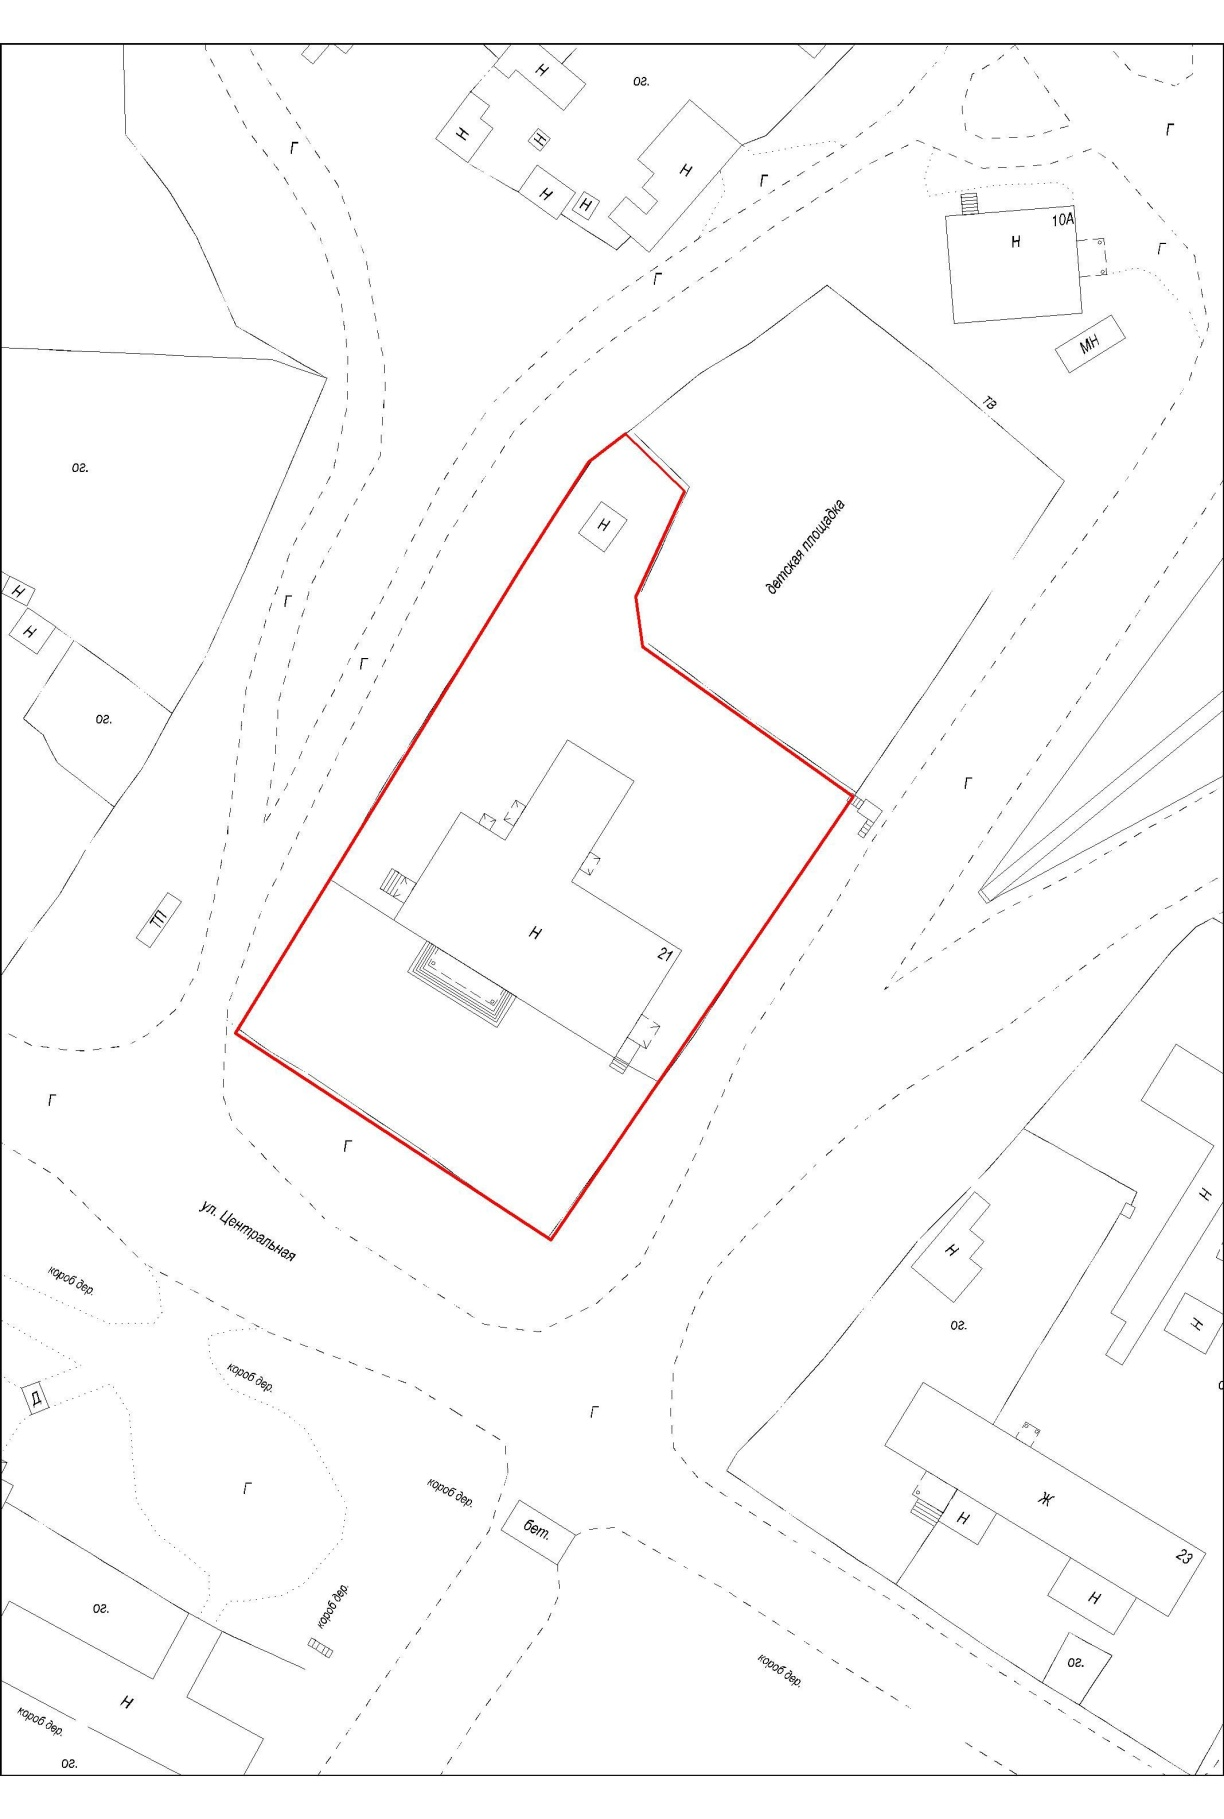 Н
ог.
Н
Н
Г
Г
Н
Н
Н
Н
Г
10А
Н
Г
Г
МН
тв
ог.
Н
детская площадка
Н
Г
Н
Г
ог.
Г
ТП
Н
21
Г
Г
Н
ул. Центральная
Н
короб дер.
Н
ог.
короб дер.
Д
Г
Г
короб дер.
Ж
Н
бет.
23
Н
короб дер.
ог.
ог.
короб дер.
Н
короб дер.
ог.